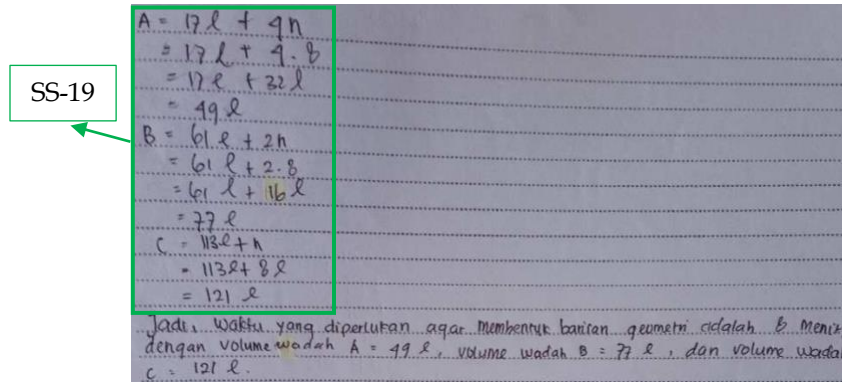 SS-19
A = 17 l + 4n
= 17 l + 4 . 8
= 17 l + 32 l
= 49 l
B = 61 l + 2n
= 61 l + 2 . 8
= 61 l + 16 l
= 77 l
C = 113 l + n
= 113 l + 8 l
= 121 l
Jadi, waktu yang diperlukan agar membentuk barisan geometri adalah 8 Menit
dengan volume wadah A = 49 l, volume wadah B = 77 l, dan volume wadah
C = 121 l.